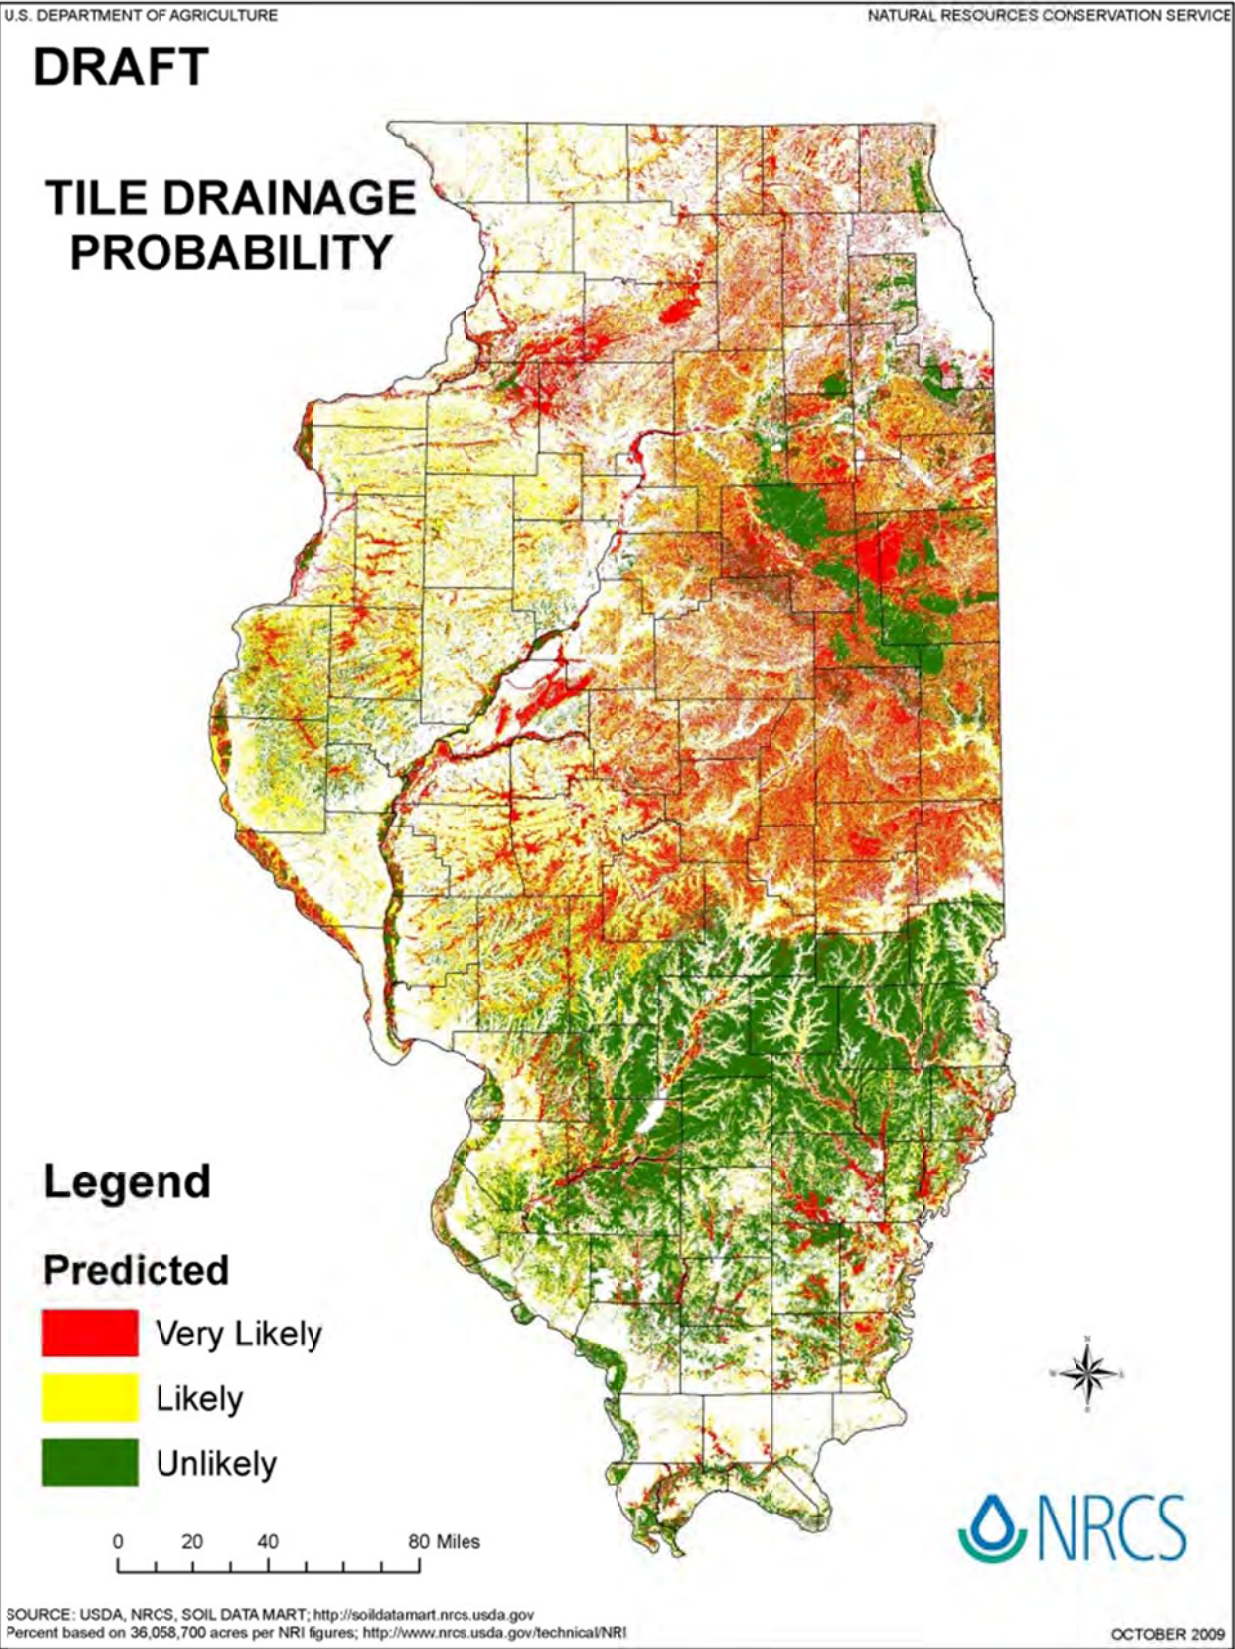 U.S. DEPARTMENT OF AGRICULTURE
NATURAL RESOURCES CONSERVATION SERVICE
DRAFT
TILE DRAINAGE
PROBABILITY
Legend
Predicted
Very Likely
Likely
Unlikely
0 20 40 80 Miles
N
W E
S
NRCS
SOURCE: USDA, NRCS, SOIL DATA MART; http://soildatamart.nrcs.usda.gov
Percent based on 36,058,700 acres per NRI figures; http://www.nrcs.usda.gov/technical/NRI
OCTOBER 2009